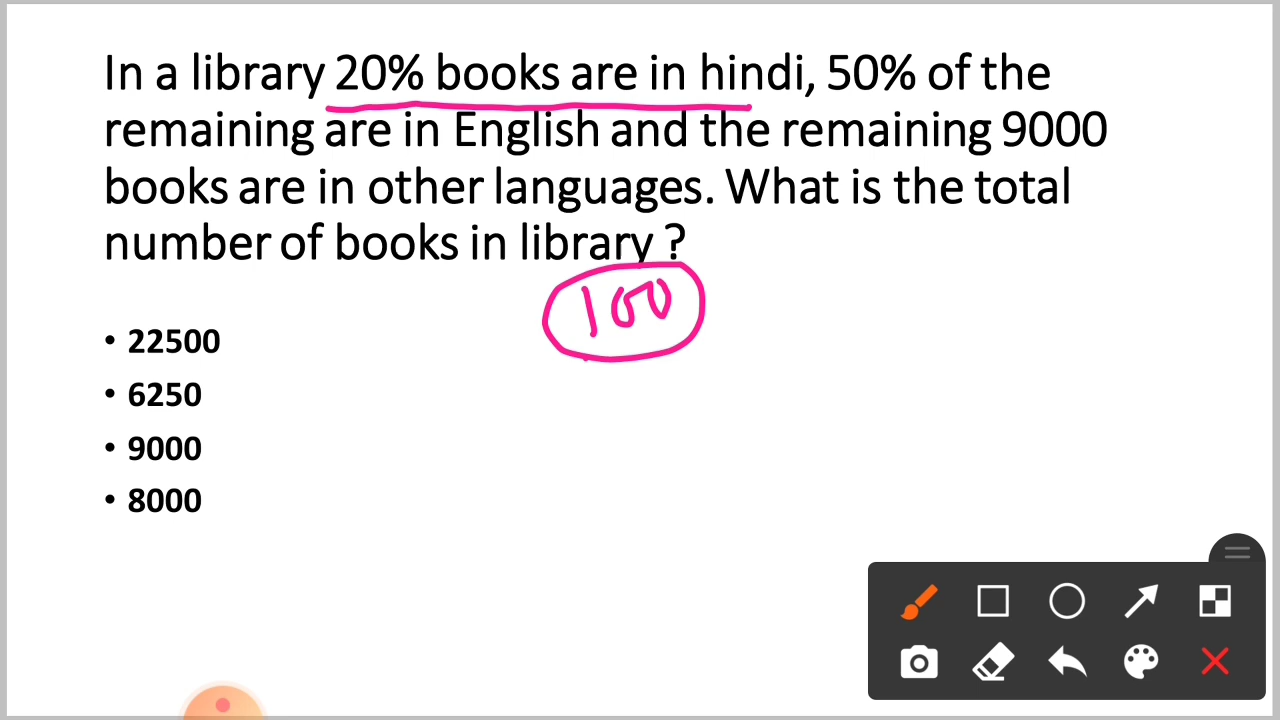 In a library 20% books are in hindi, 50% of the
remaining are in English and the remaining 9000
books are in other languages. What is the total
number of books in library ?
100
• 22500
• 6250
• 9000
• 8000